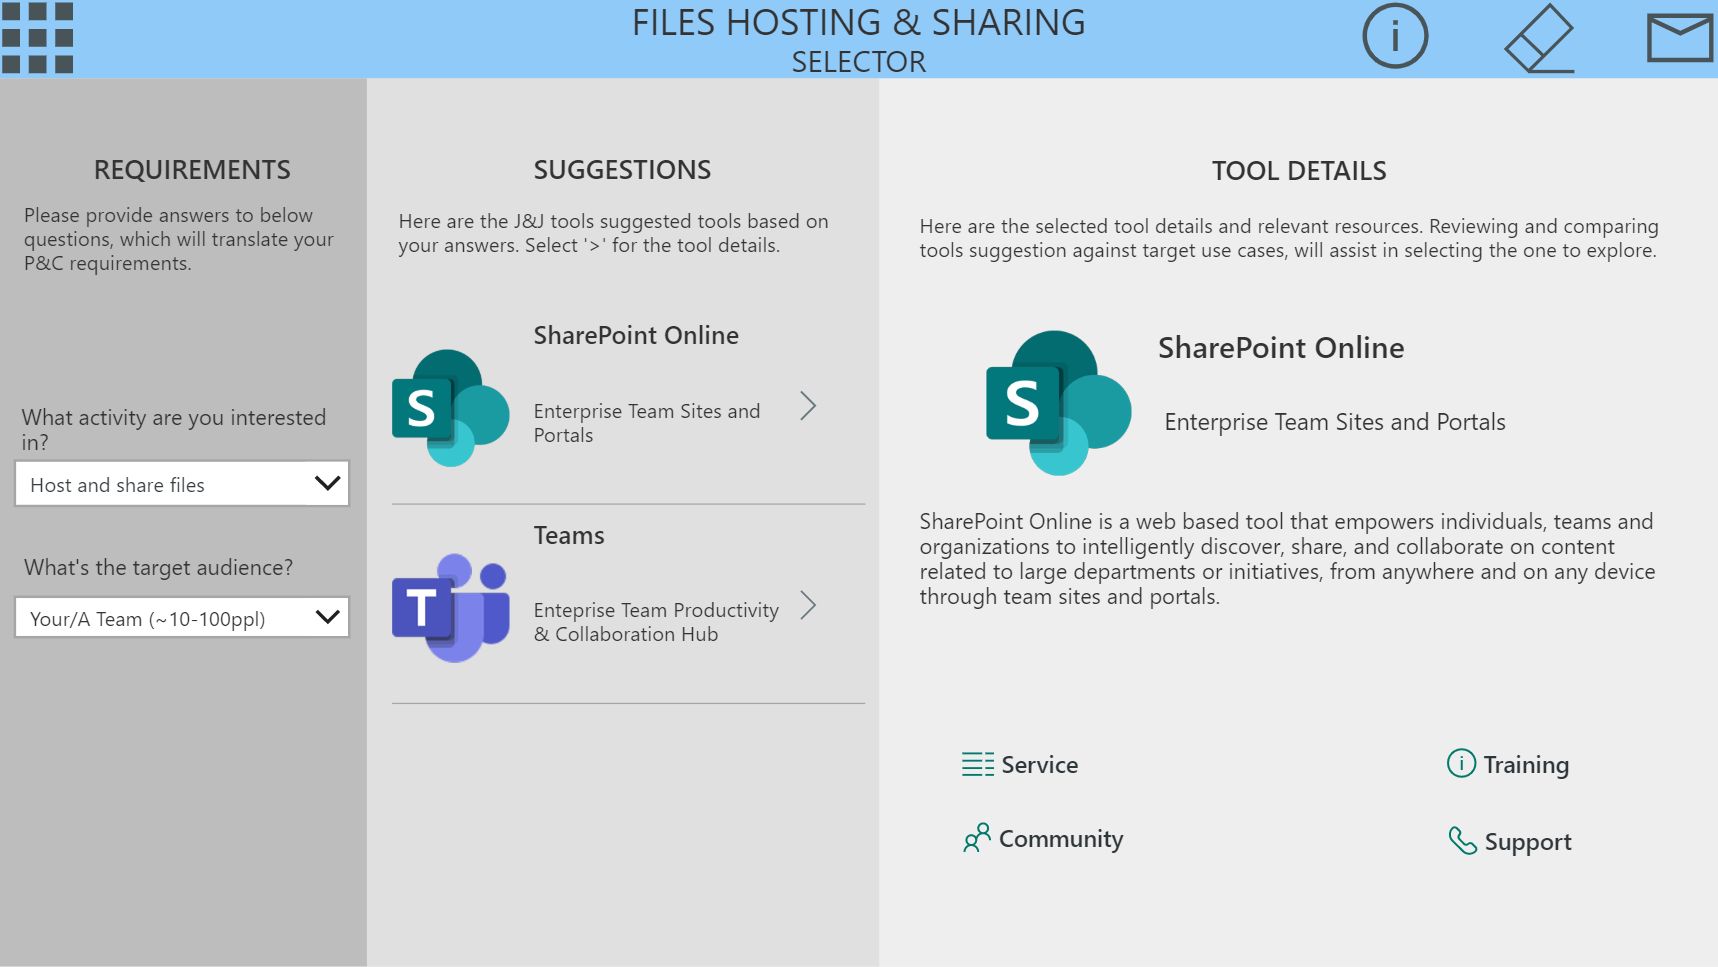 FILES HOSTING & SHARING
SELECTOR
i
REQUIREMENTS
Please provide answers to below
questions, which will translate your
P&C requirements.
What activity are you interested
in?
Host and share files
What's the target audience?
Your/A Team (~10-100ppl)
SUGGESTIONS
Here are the J&J tools suggested tools based on
your answers. Select '>' for the tool details.
SharePoint Online
S
Enterprise Team Sites and
Portals
Teams
T
Enteprise Team Productivity
& Collaboration Hub
TOOL DETAILS
Here are the selected tool details and relevant resources. Reviewing and comparing
tools suggestion against target use cases, will assist in selecting the one to explore.
S
SharePoint Online
Enterprise Team Sites and Portals
SharePoint Online is a web based tool that empowers individuals, teams and
organizations to intelligently discover, share, and collaborate on content
related to large departments or initiatives, from anywhere and on any device
through team sites and portals.
Service
i Training
Community
Support